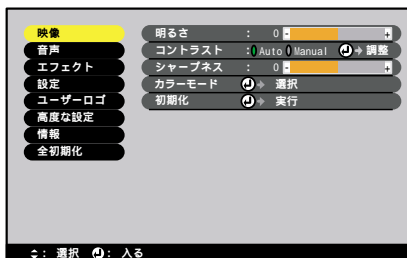 映像
音声
エフェクト
設定
ユーザーロゴ
高度な設定
情報
全初期化
明るさ : 0 - +
コントラスト : Auto Manual 調整
シャープネス : 0 - +
カラーモード 選択
初期化 実行
: 選択 : 入る